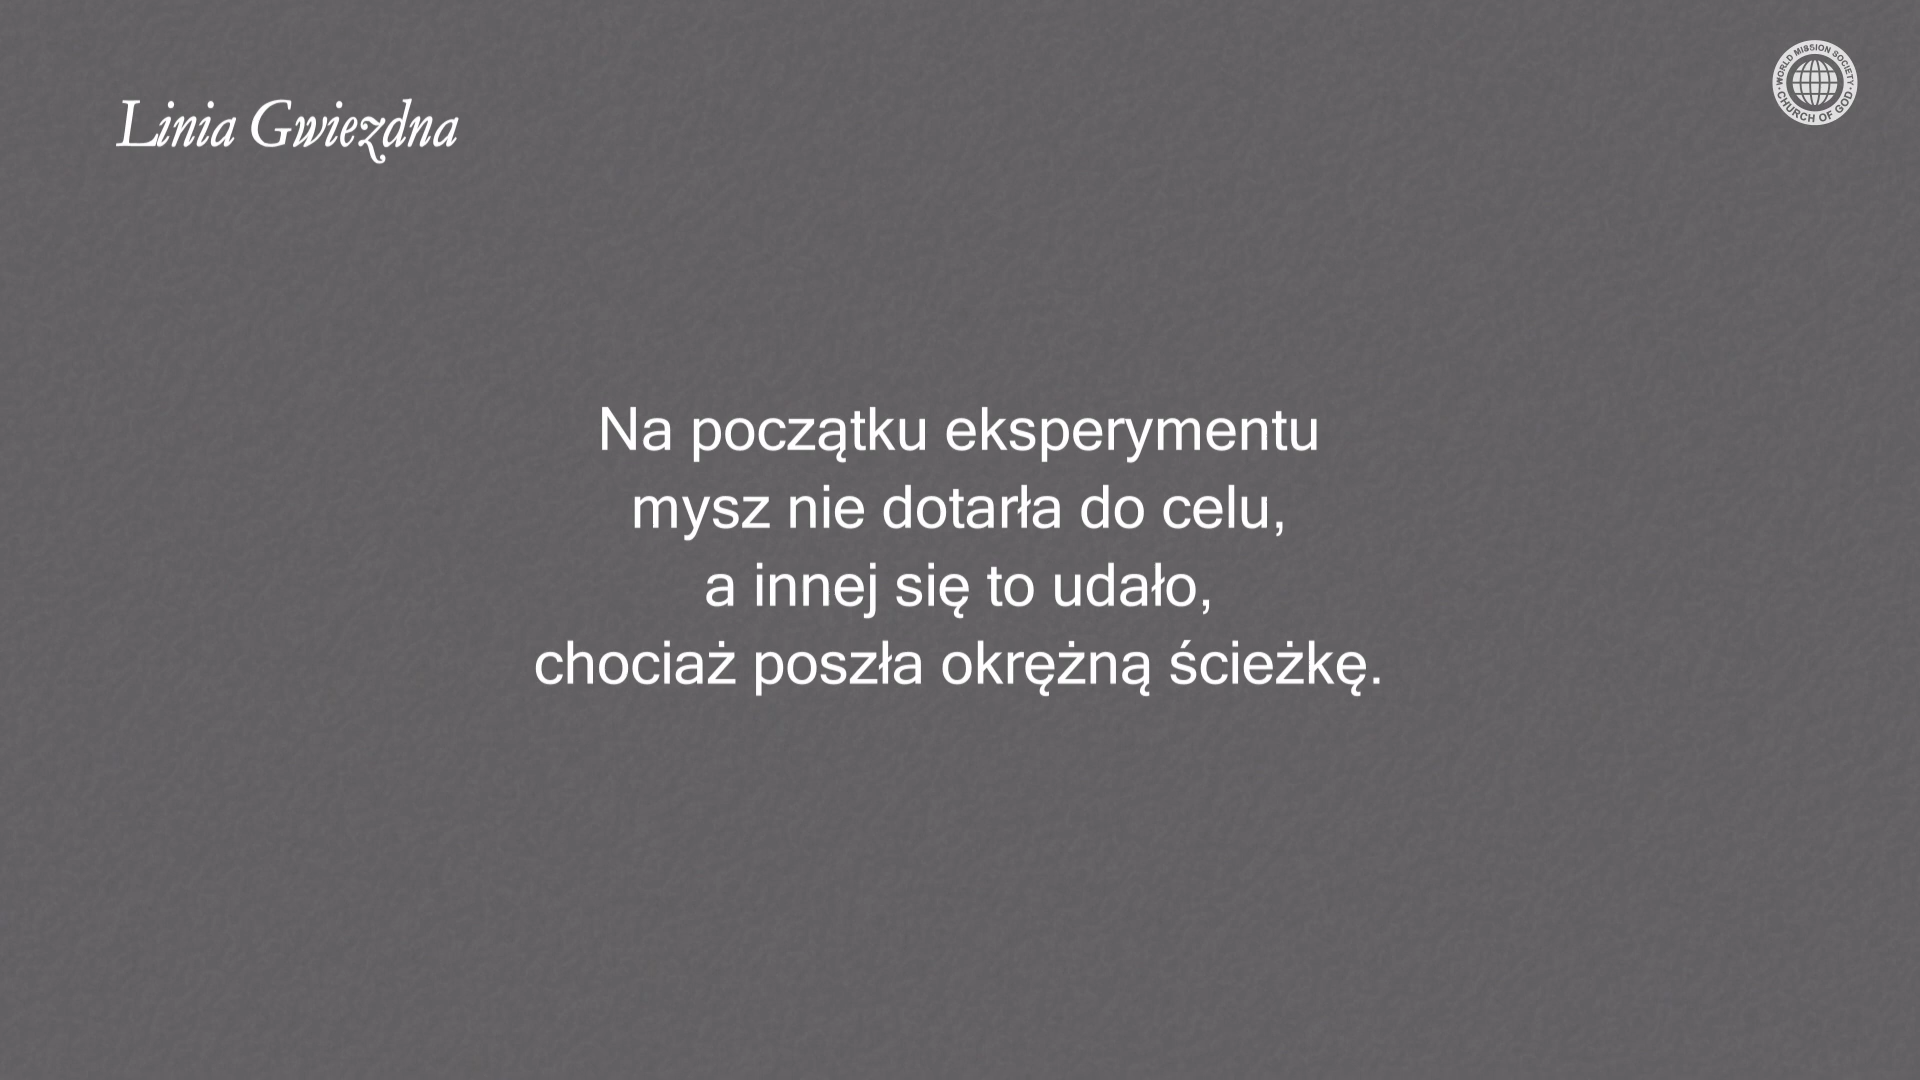 Linia Gwiezdna
WORLD MISSION SOCIETY
CHURCH OF GOD
Na początku eksperymentu
mysz nie dotarła do celu,
a innej się to udało,
chociaż poszła okrężną ścieżkę.